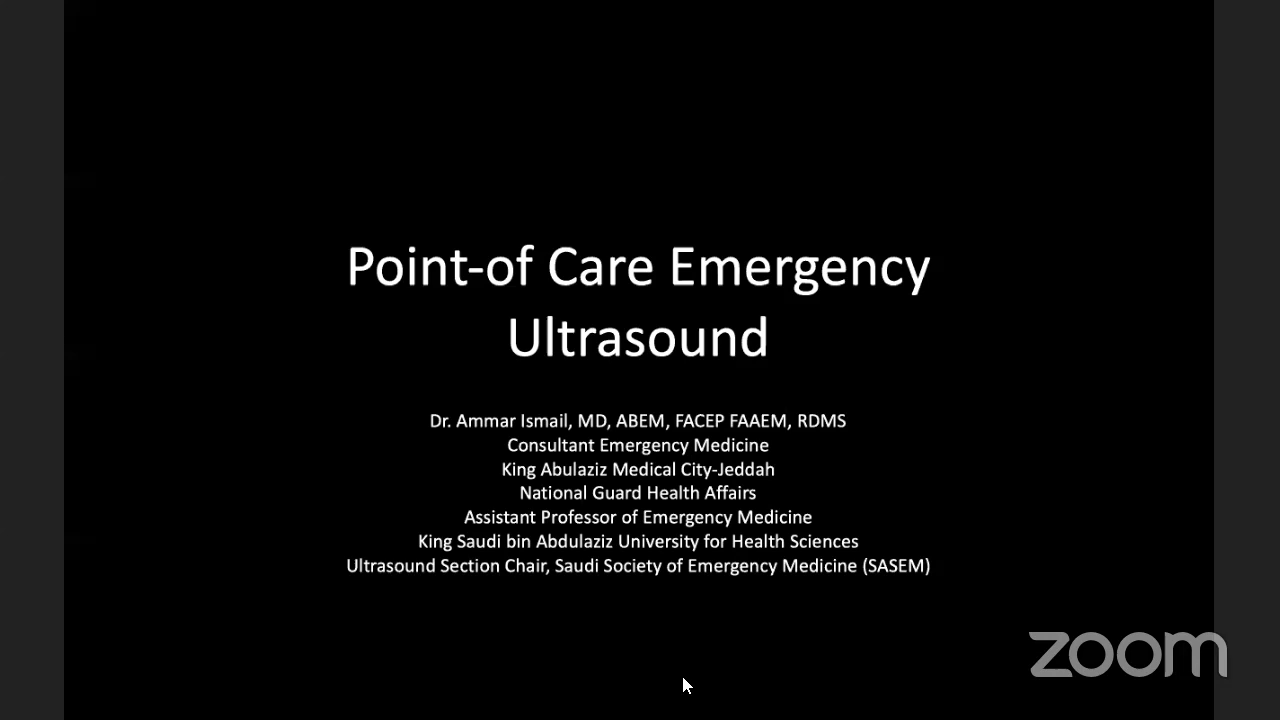 Point-of Care Emergency
Ultrasound
Dr. Ammar Ismail, MD, ABEM, FACEP FAAEM, RDMS
Consultant Emergency Medicine
King Abulaziz Medical City-Jeddah
National Guard Health Affairs
Assistant Professor of Emergency Medicine
King Saudi bin Abdulaziz University for Health Sciences
Ultrasound Section Chair, Saudi Society of Emergency Medicine (SASEM)
zoom